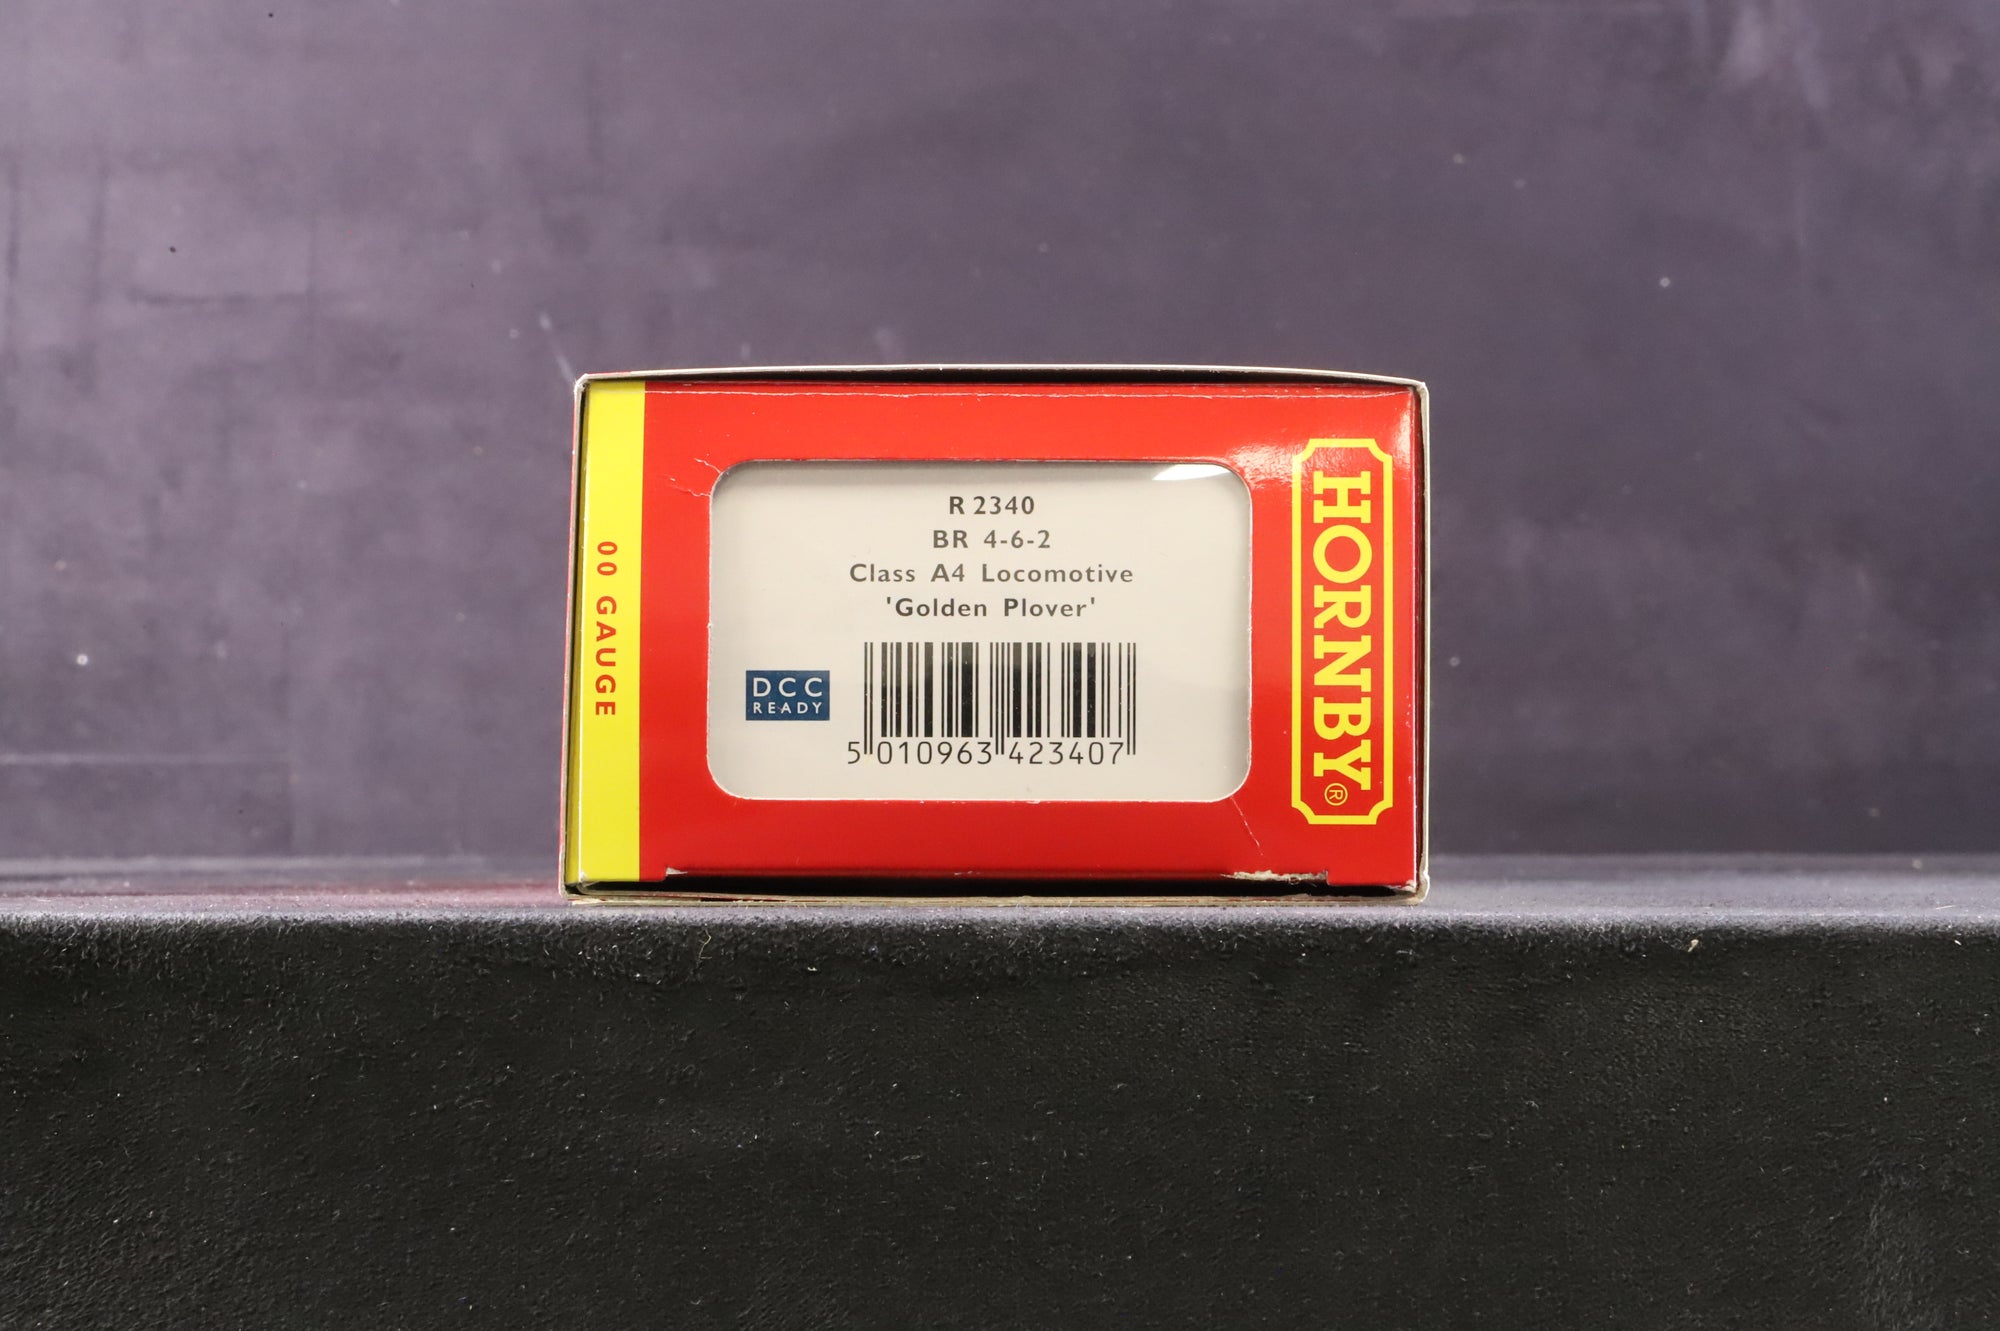 00 GAUGE
R 2340
BR 4-6-2
Class A4 Locomotive
'Golden Plover'
DCC
READY
5 010963 423407
HORNBY®